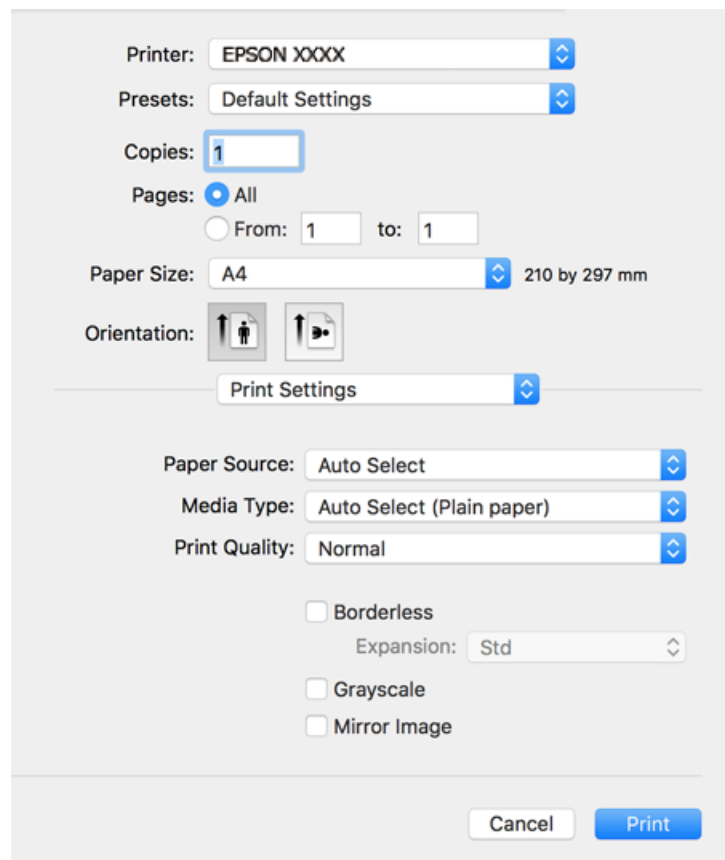 Printer: EPSON XXXX
Presets: Default Settings
Copies: 1
Pages: All
From: 1 to: 1
Paper Size: A4 210 by 297 mm
Orientation:
Print Settings
Paper Source: Auto Select
Media Type: Auto Select (Plain paper)
Print Quality: Normal
Borderless
Expansion: Std
Grayscale
Mirror Image
Cancel Print